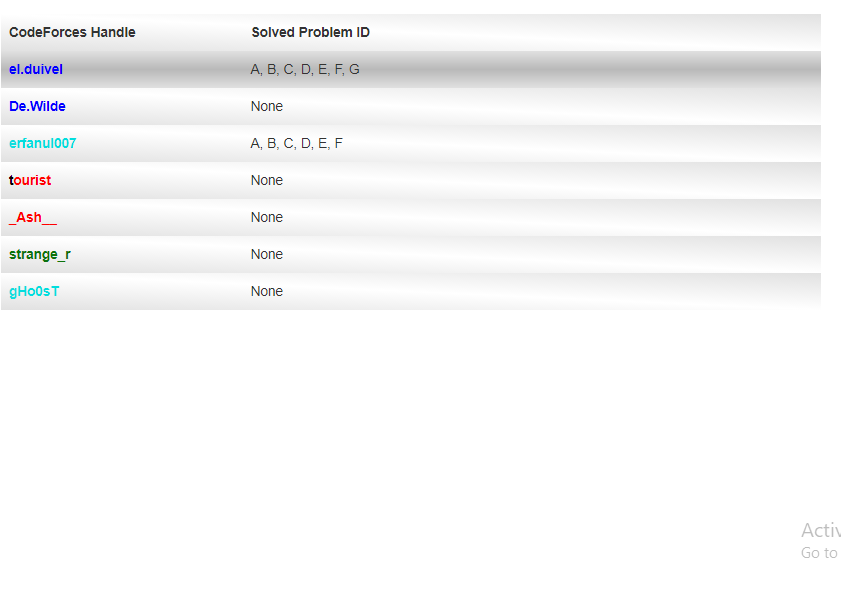 CodeForces Handle Solved Problem ID
el.duivel A, B, C, D, E, F, G
De.Wilde None
erfanul007 A, B, C, D, E, F
tourist None
_Ash__ None
strange_r None
gHo0sT None
Activ
Go to